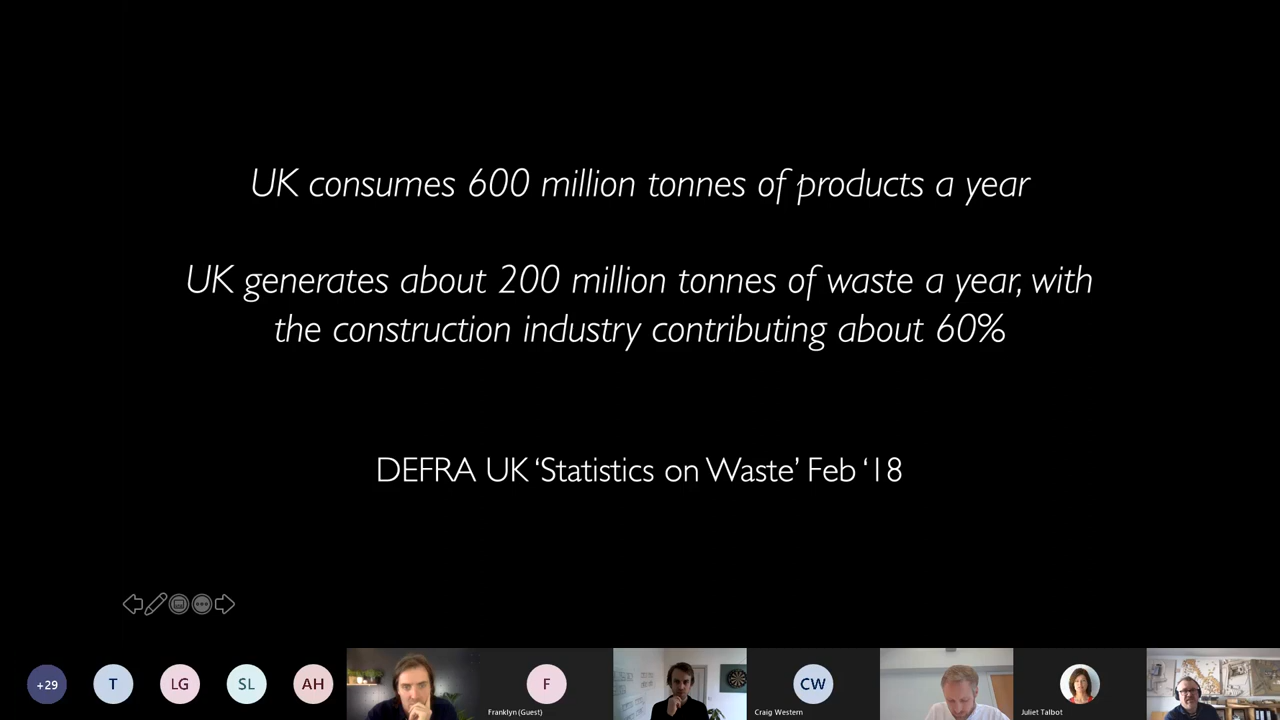 UK consumes 600 million tonnes of products a year
UK generates about 200 million tonnes of waste a year, with
the construction industry contributing about 60%
DEFRA UK ‘Statistics on Waste’ Feb ‘18
+29
T
LG
SL
AH
F
Franklyn (Guest)
CW
Craig Western
Juliet Talbot